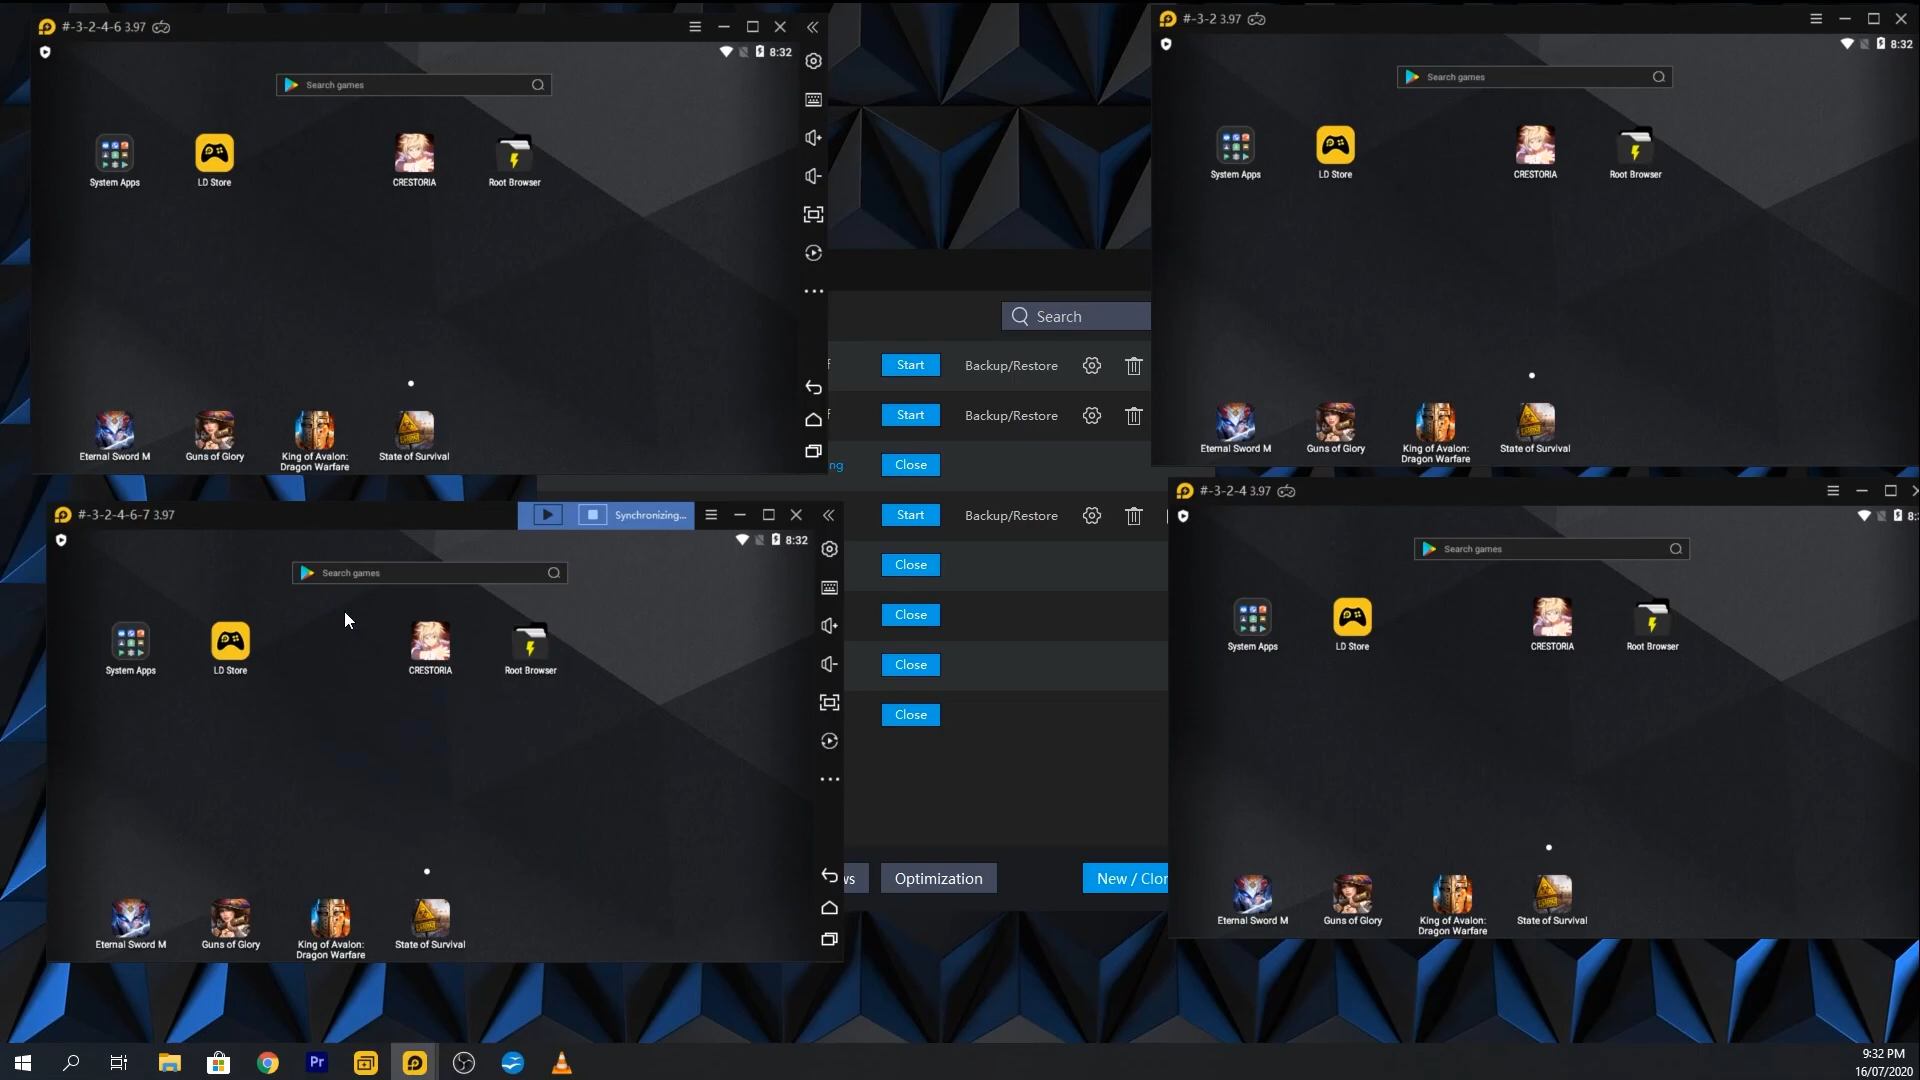 #-3-2-4-6 3.97
8:32
Search games
System Apps
LD Store
CRESTORIA
Root Browser
Eternal Sword M
Guns of Glory
King of Avalon:
Dragon Warfare
State of Survival
#-3-2 3.97
8:32
Search games
System Apps
LD Store
CRESTORIA
Root Browser
Eternal Sword M
Guns of Glory
King of Avalon:
Dragon Warfare
State of Survival
Search
f
Start
Backup/Restore
f
Start
Backup/Restore
ng
Close
Start
Backup/Restore
Close
Close
Close
Close
ws
Optimization
New / Clon
#-3-2-4-6-7 3.97
Synchronizing...
8:32
Search games
System Apps
LD Store
CRESTORIA
Root Browser
Eternal Sword M
Guns of Glory
King of Avalon:
Dragon Warfare
State of Survival
#-3-2-4 3.97
8:
Search games
System Apps
LD Store
CRESTORIA
Root Browser
Eternal Sword M
Guns of Glory
King of Avalon:
Dragon Warfare
State of Survival
Pr
9:32 PM
16/07/2020